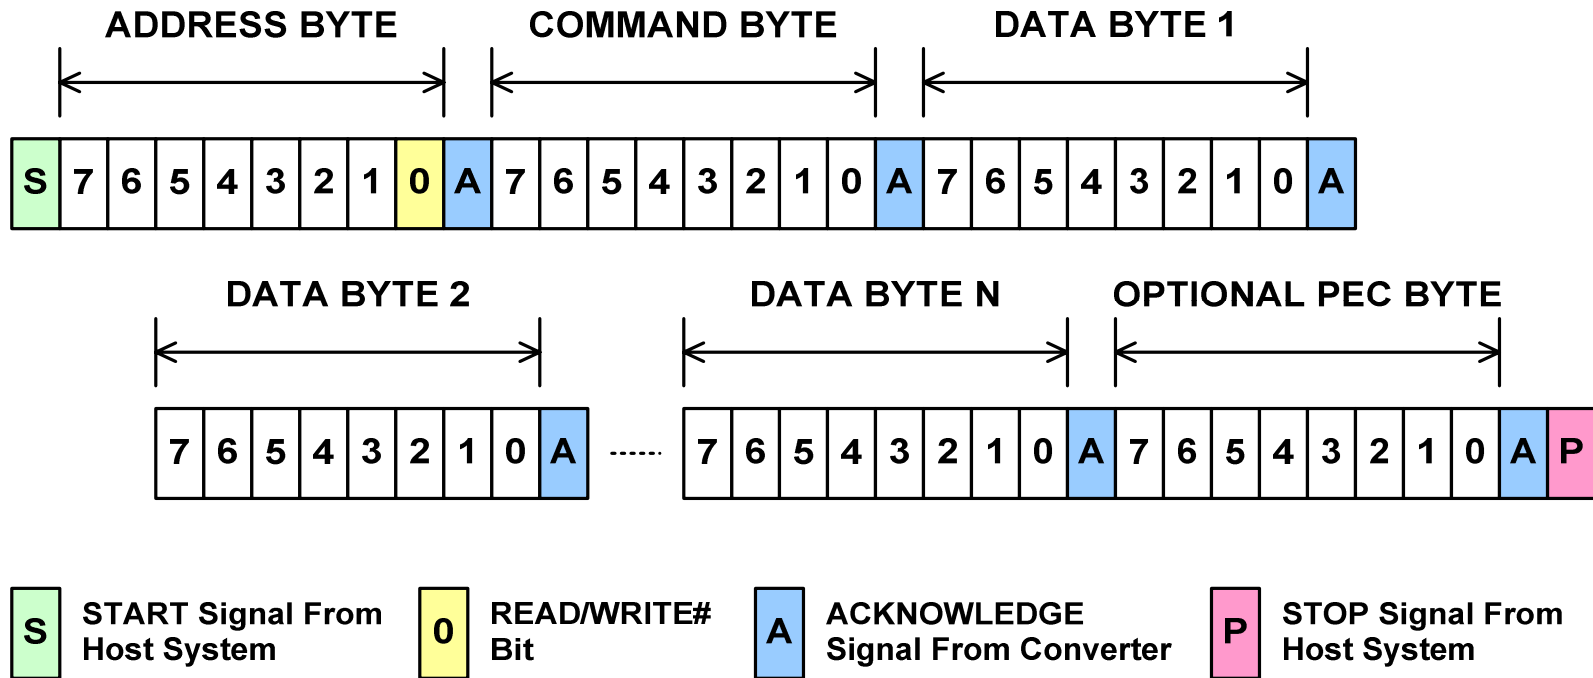 ADDRESS BYTE COMMAND BYTE DATA BYTE 1
S 7 6 5 4 3 2 1 0 A 7 6 5 4 3 2 1 0 A 7 6 5 4 3 2 1 0 A
DATA BYTE 2 DATA BYTE N OPTIONAL PEC BYTE
7 6 5 4 3 2 1 0 A ...... 7 6 5 4 3 2 1 0 A 7 6 5 4 3 2 1 0 A P
S START Signal From
Host System
0 READ/WRITE#
Bit
A ACKNOWLEDGE
Signal From Converter
P STOP Signal From
Host System